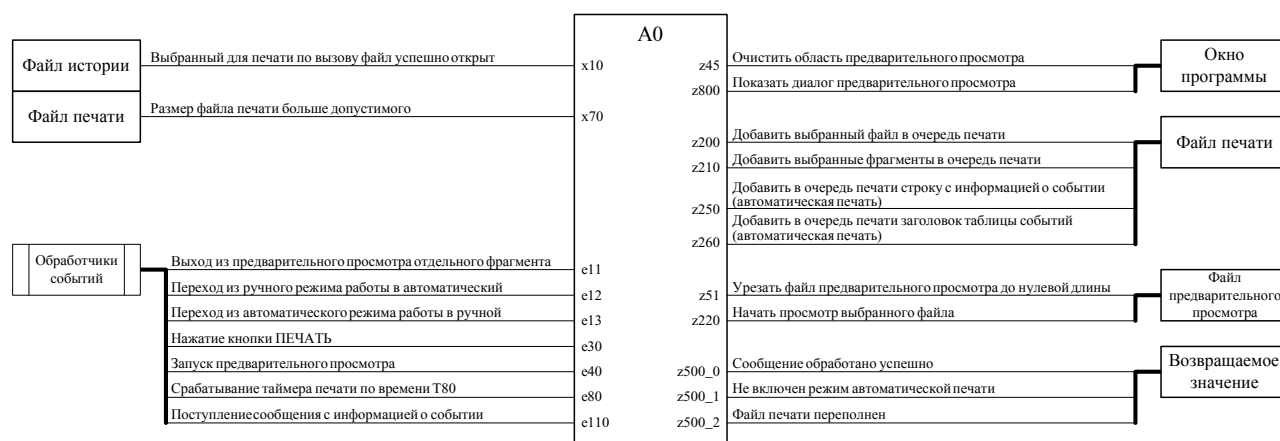 A0
Файл истории
Выбранный для печати по вызову файл успешно открыт
x10
Файл печати
Размер файла печати больше допустимого
x70
Обработчики
событий
Выход из предварительного просмотра отдельного фрагмента
e11
Переход из ручного режима работы в автоматический
e12
Переход из автоматического режима работы в ручной
e13
Нажатие кнопки ПЕЧАТЬ
e30
Запуск предварительного просмотра
e40
Срабатывание таймера печати по времени T80
e80
Поступление сообщения с информацией о событии
e110
z45
Очистить область предварительного просмотра
z800
Показать диалог предварительного просмотра
Окно
программы
z200
Добавить выбранный файл в очередь печати
z210
Добавить выбранные фрагменты в очередь печати
z250
Добавить в очередь печати строку с информацией о событии
(автоматическая печать)
z260
Добавить в очередь печати заголовок таблицы событий
(автоматическая печать)
Файл печати
z51
Урезать файл предварительного просмотра до нулевой длины
z220
Начать просмотр выбранного файла
Файл
предварительного
просмотра
z500_0
Сообщение обработано успешно
z500_1
Не включен режим автоматической печати
z500_2
Файл печати переполнен
Возвращаемое
значение